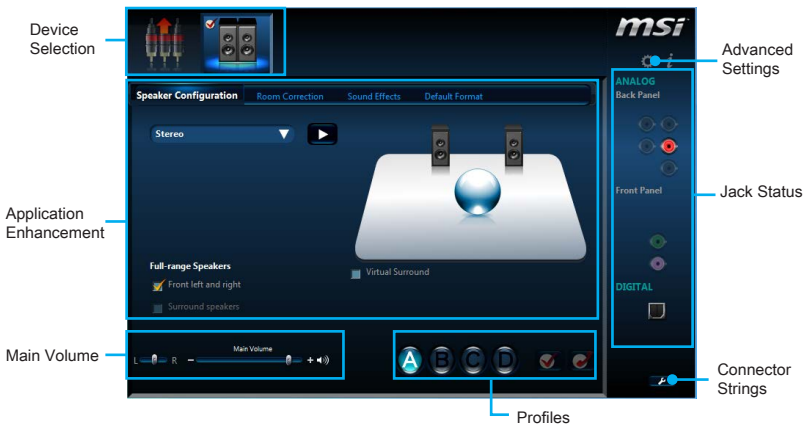 Device
Selection
msi
i
Advanced
Settings
Speaker Configuration
Room Correction
Sound Effects
Default Format
ANALOG
Back Panel
Stereo
Jack Status
Front Panel
Application
Enhancement
Full-range Speakers
Virtual Surround
Front left and right
DIGITAL
Surround speakers
Main Volume
L
R
Main Volume
-
+
A
B
C
D
Connector
Strings
Profiles